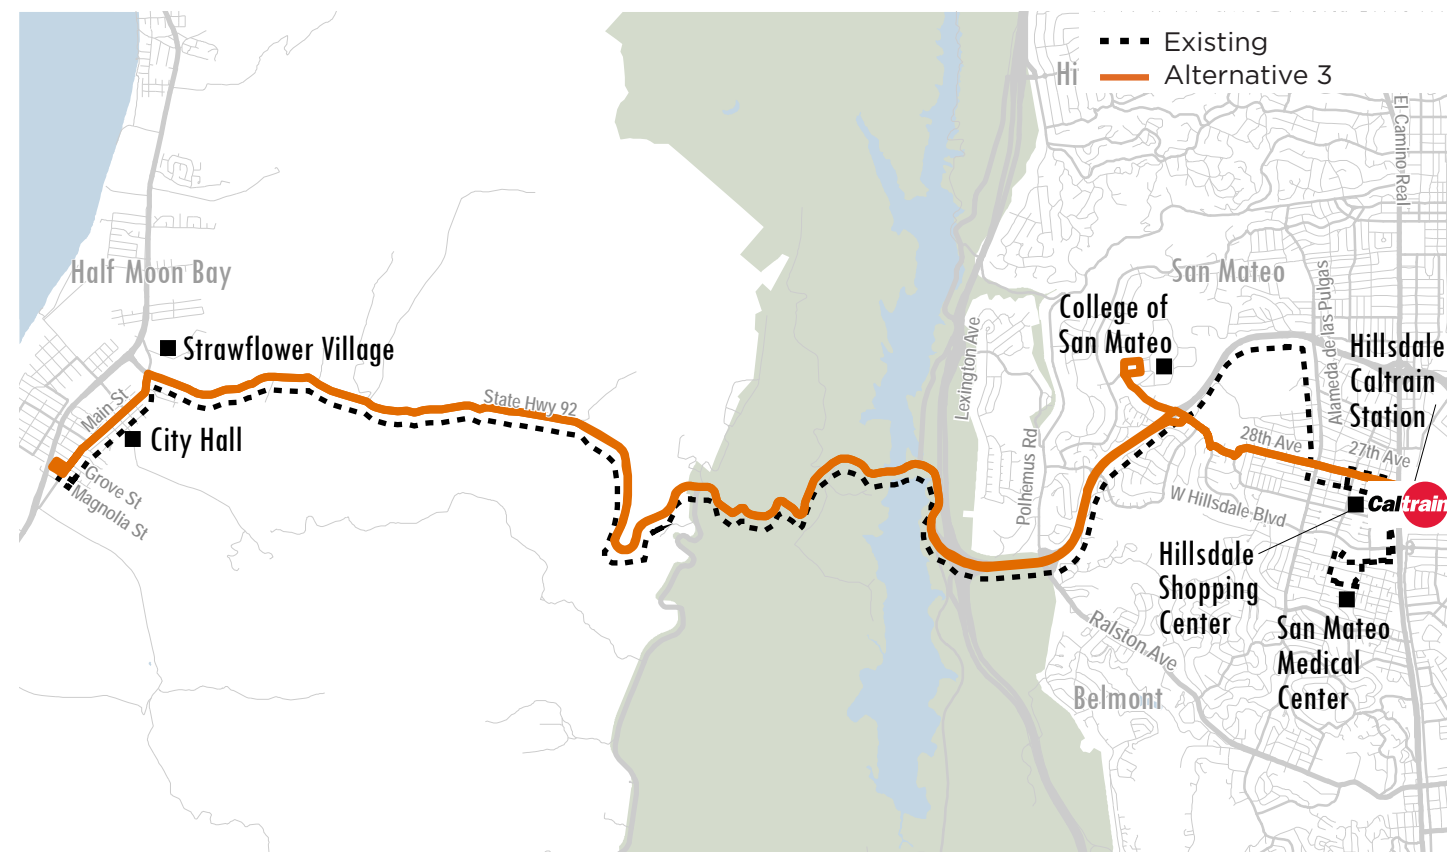 Existing
Alternative 3
Hi
El Camino Real
Half Moon Bay
San Mateo
Alameda de las Pulgas
College of
San Mateo
Lexington Ave
Hillsdale
Caltrain
Station
Strawflower Village
Main St.
State Hwy 92
City Hall
28th Ave
27th Ave
Polhemus Rd
Grove St
Magnolia St
W Hillsdale Blvd
Caltrain
Hillsdale
Shopping
Center
Ralston Ave
San Mateo
Medical
Center
Belmont